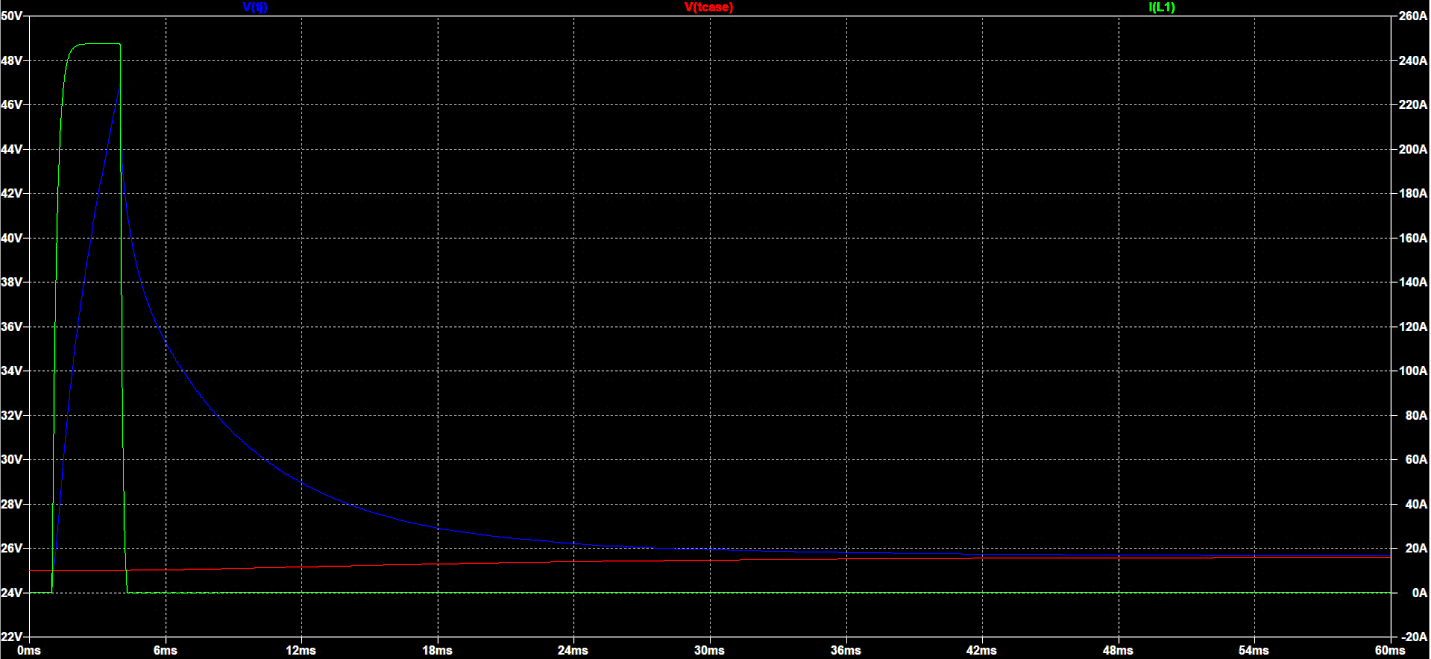 V(tj) V(tcase) I(L1)
50V 260A
48V 240A
46V 220A
44V 200A
42V 180A
40V 160A
38V 140A
36V 120A
34V 100A
32V 80A
30V 60A
28V 40A
26V 20A
24V 0A
22V -20A
0ms 6ms 12ms 18ms 24ms 30ms 36ms 42ms 48ms 54ms 60ms